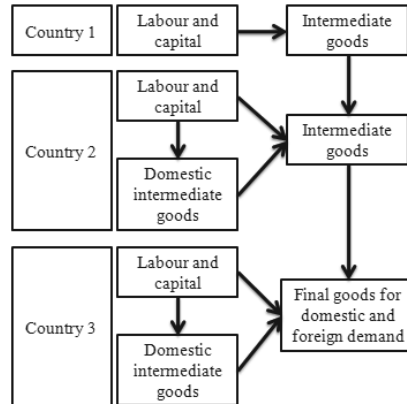 Country 1
Labour and
capital
Intermediate
goods
Country 2
Labour and
capital
Domestic
intermediate
goods
Intermediate
goods
Country 3
Labour and
capital
Domestic
intermediate
goods
Final goods for
domestic and
foreign demand